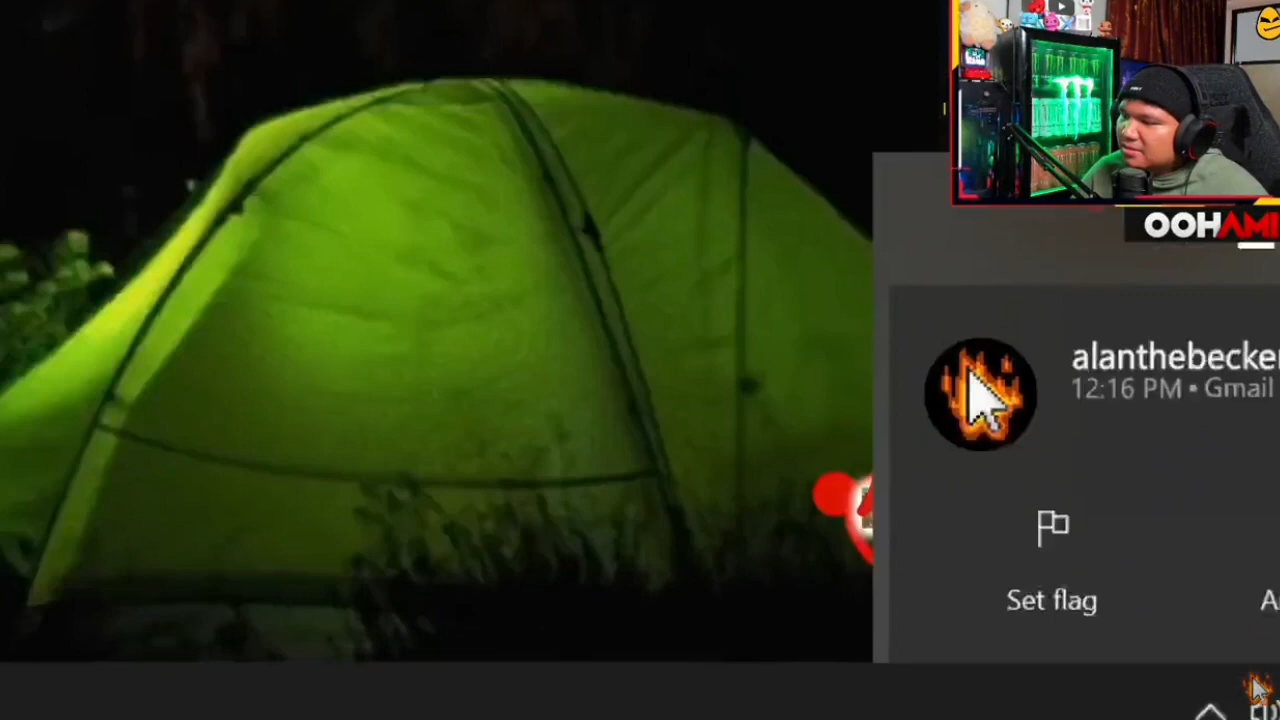 OOHAMI
alanthebecker
12:16 PM • Gmail
Set flag